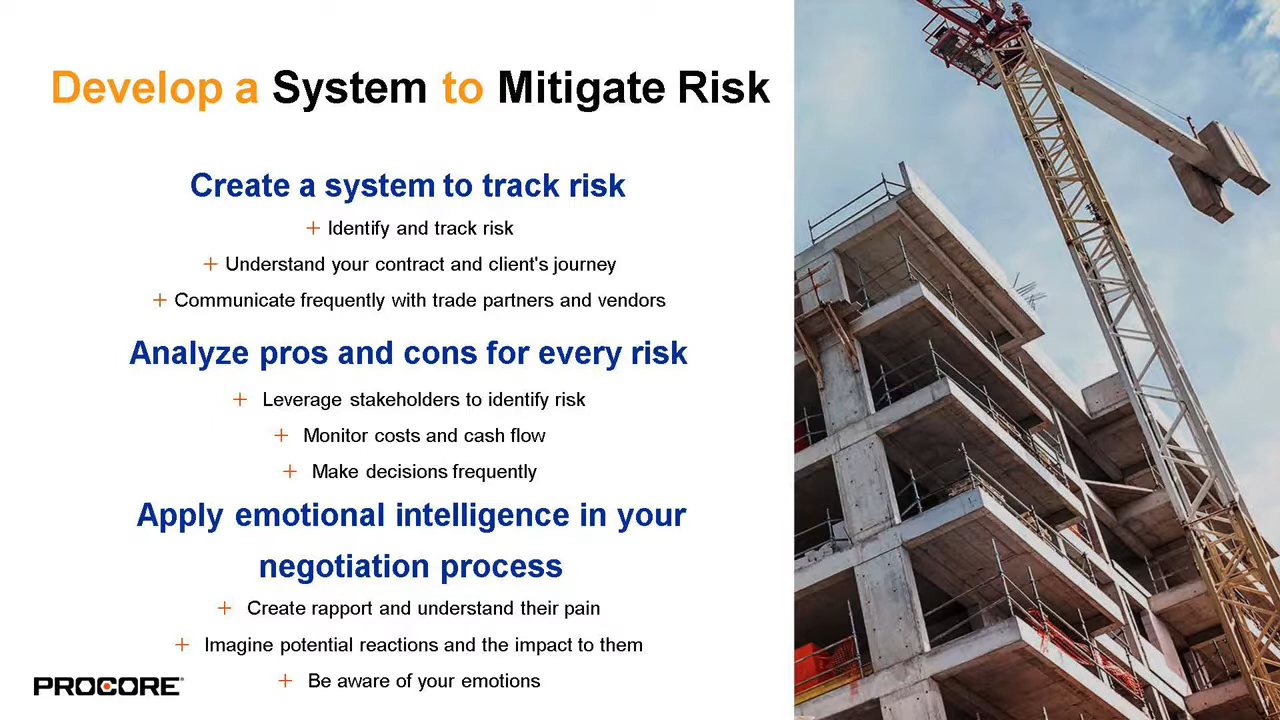 Develop a System to Mitigate Risk
Create a system to track risk
+ Identify and track risk
+ Understand your contract and client's journey
+ Communicate frequently with trade partners and vendors
Analyze pros and cons for every risk
+ Leverage stakeholders to identify risk
+ Monitor costs and cash flow
+ Make decisions frequently
Apply emotional intelligence in your
negotiation process
+ Create rapport and understand their pain
+ Imagine potential reactions and the impact to them
+ Be aware of your emotions
PROCORE